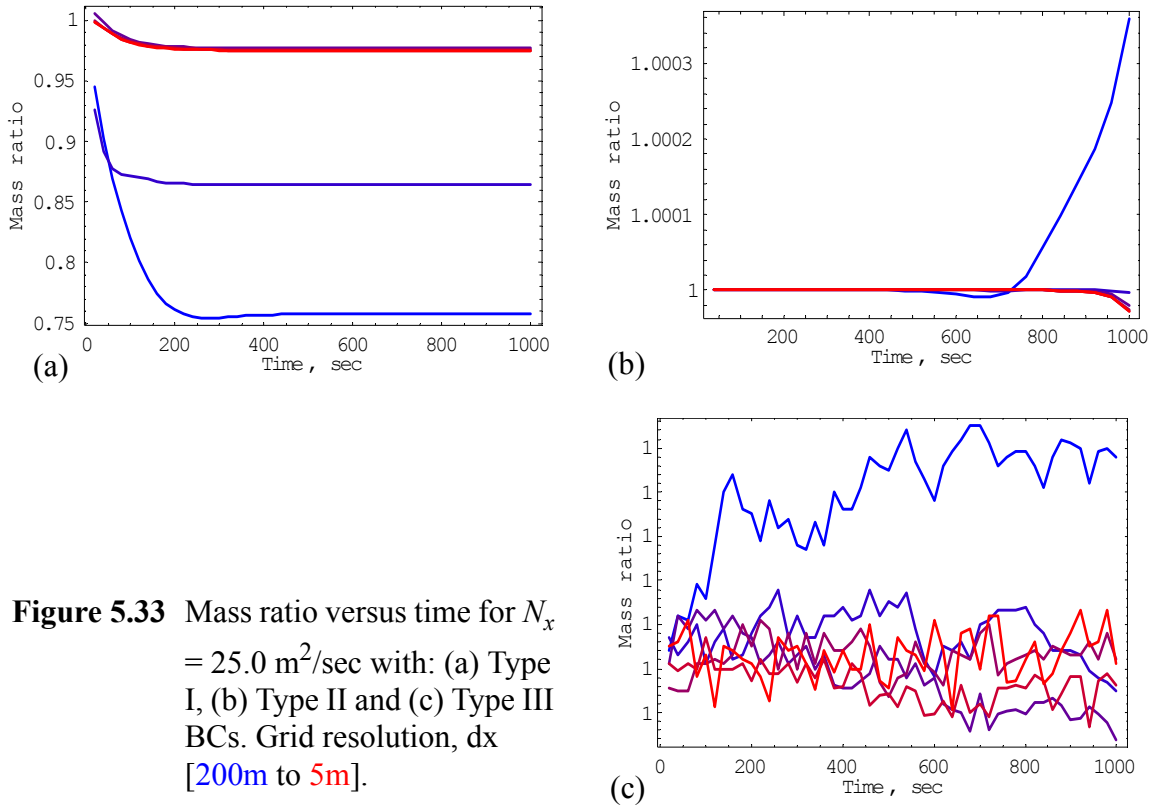 1
0.95
0.9
0.85
0.8
0.75
Mass ratio
0 200 400 600 800 1000
Time, sec
(a)
1.0003
1.0002
1.0001
1
Mass ratio
200 400 600 800 1000
Time, sec
(b)
1
1
1
1
1
1
1
Mass ratio
0 200 400 600 800 1000
Time, sec
(c)
Figure 5.33 Mass ratio versus time for Nx
= 25.0 m2/sec with: (a) Type
I, (b) Type II and (c) Type III
BCs. Grid resolution, dx
[200m to 5m].